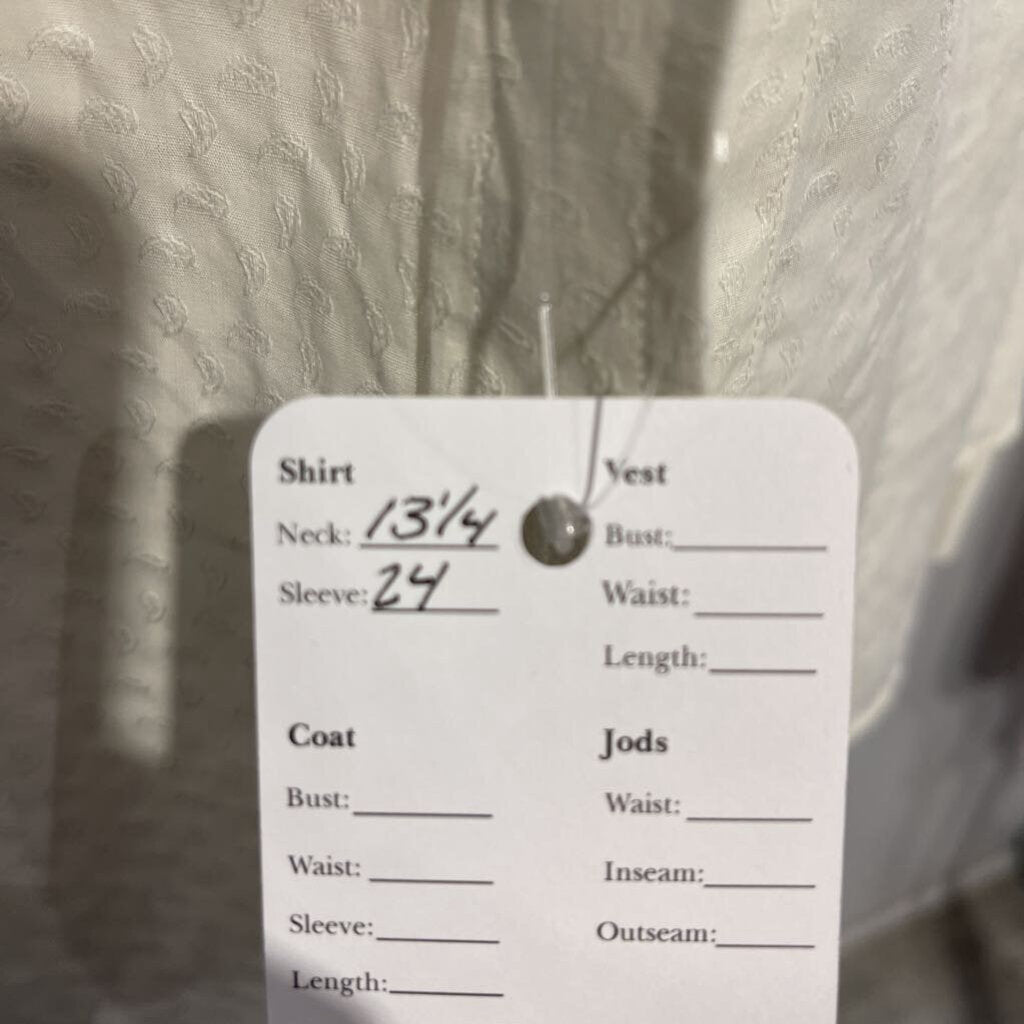 Shirt
Neck: 13 1/4
Sleeve: 24
Vest
Bust:
Waist:
Length:
Coat
Bust:
Waist:
Sleeve:
Length:
Jods
Waist:
Inseam:
Outseam: